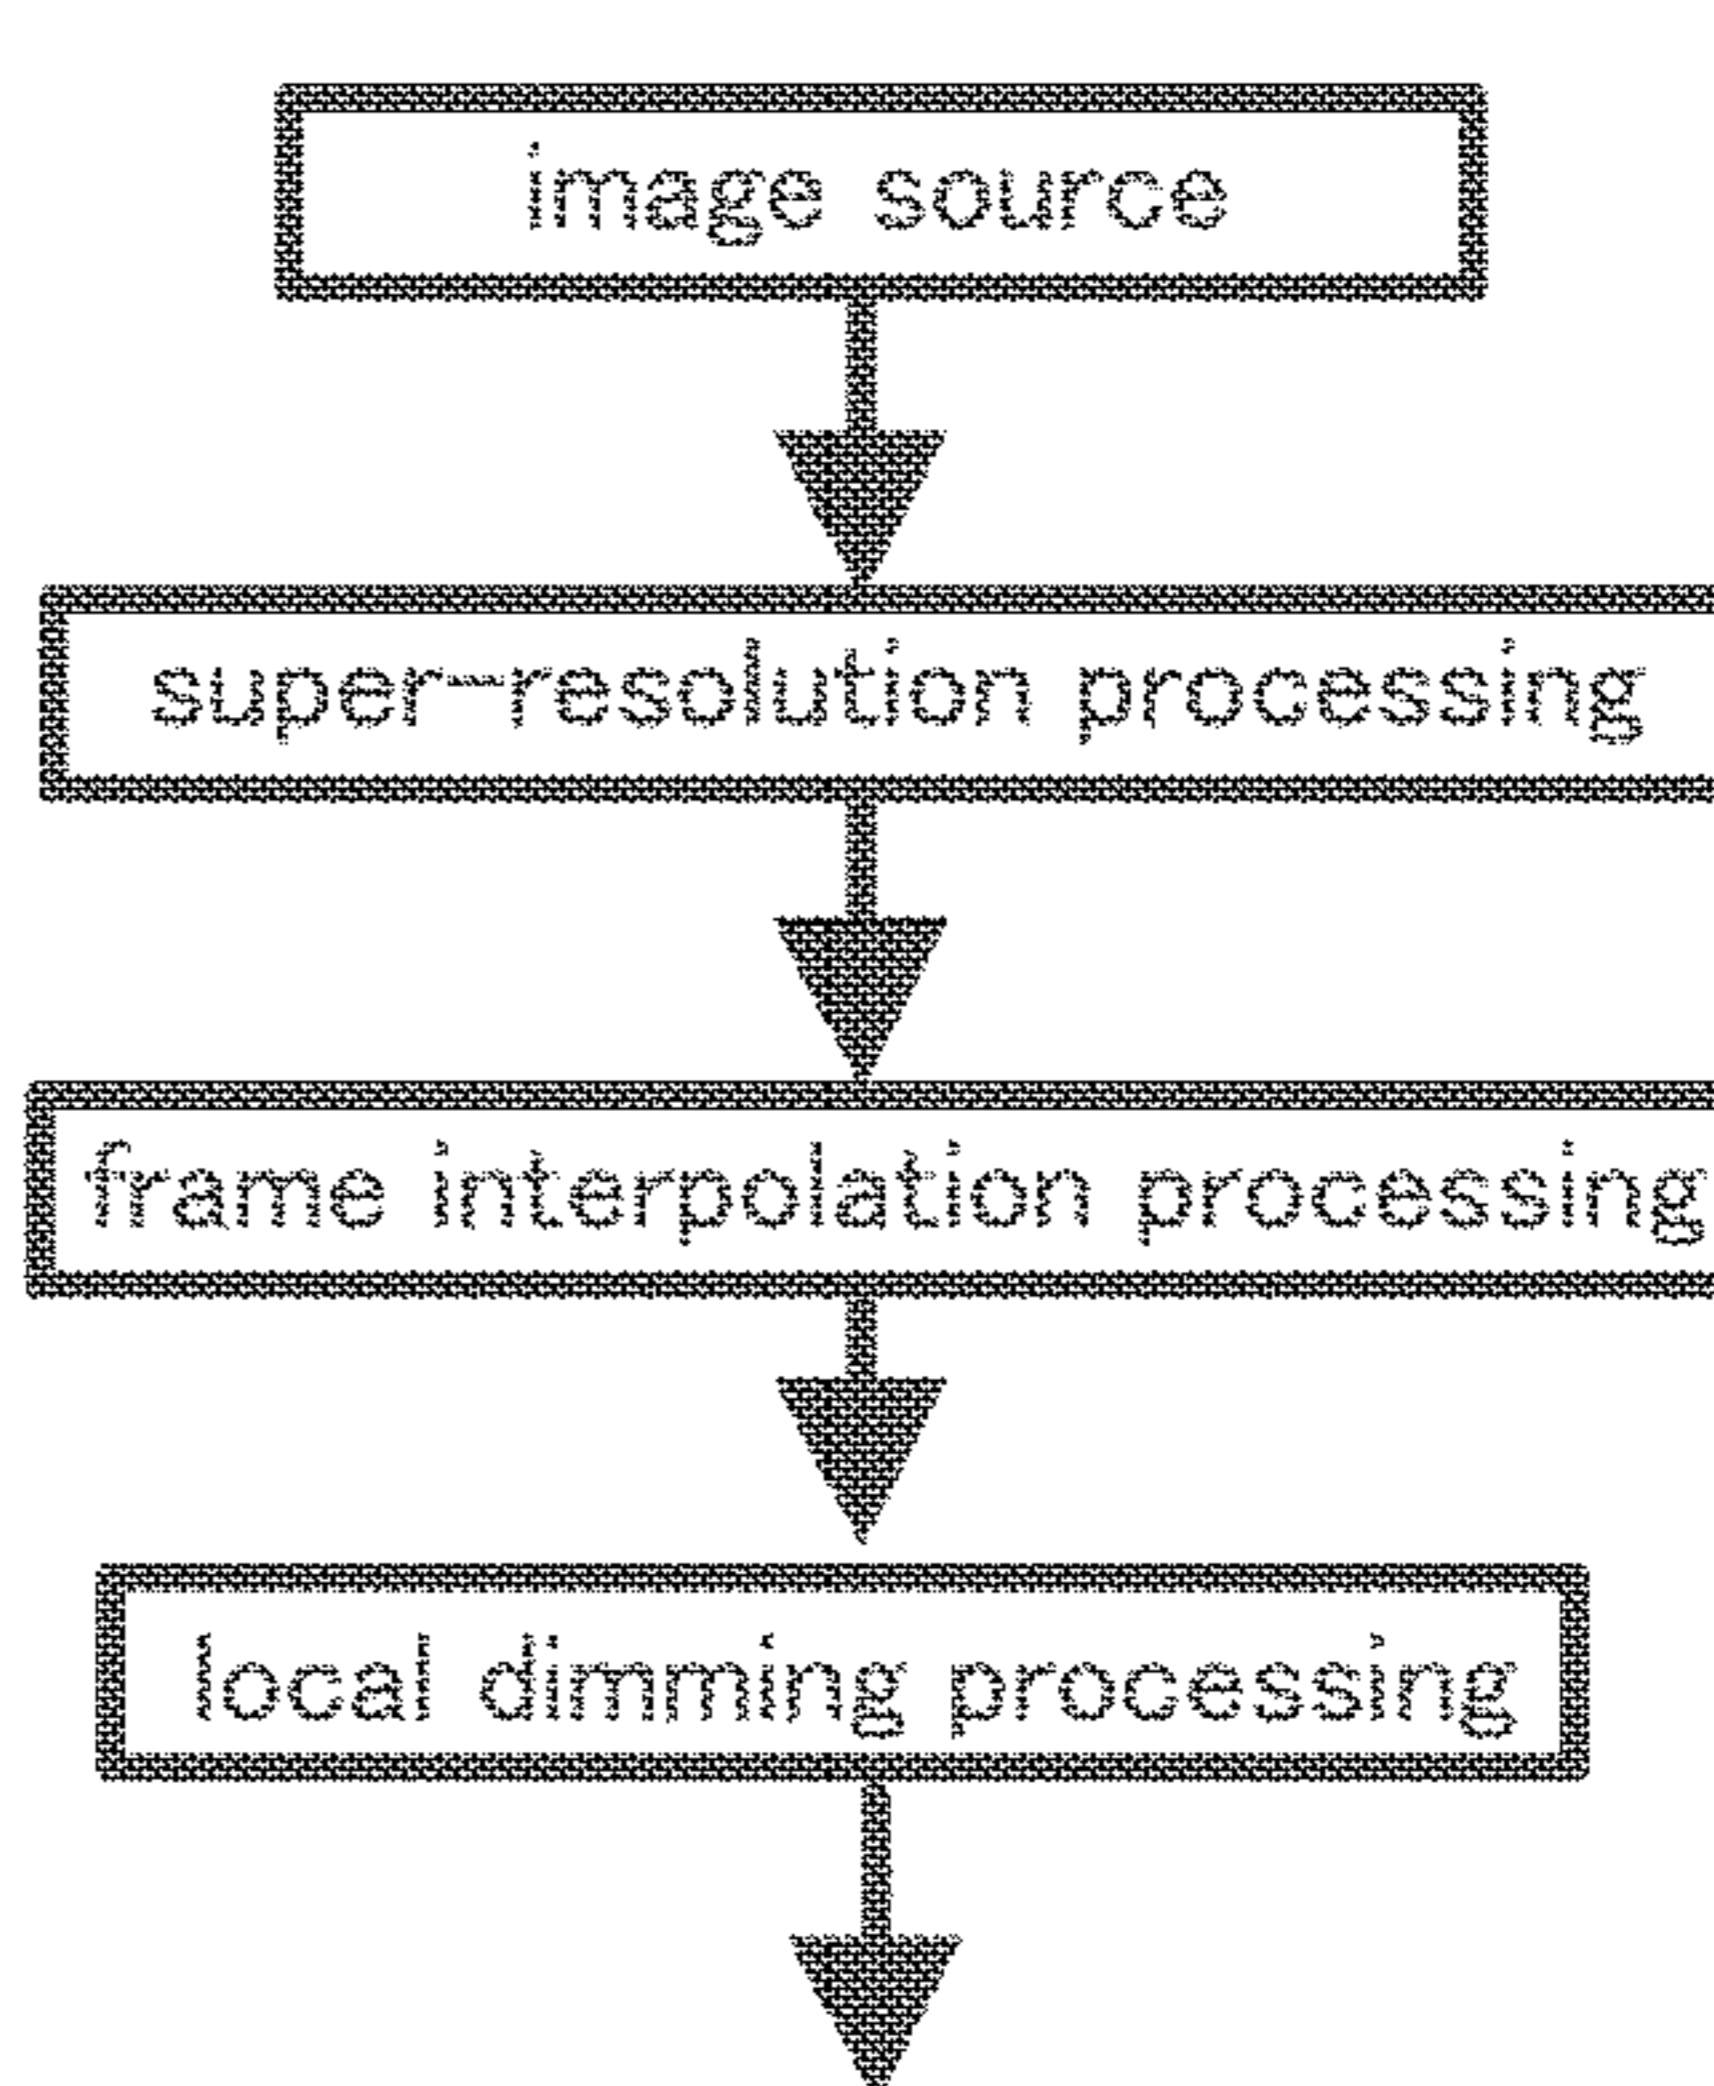 image source
super-resolution processing
frame interpolation processing
local dimming processing